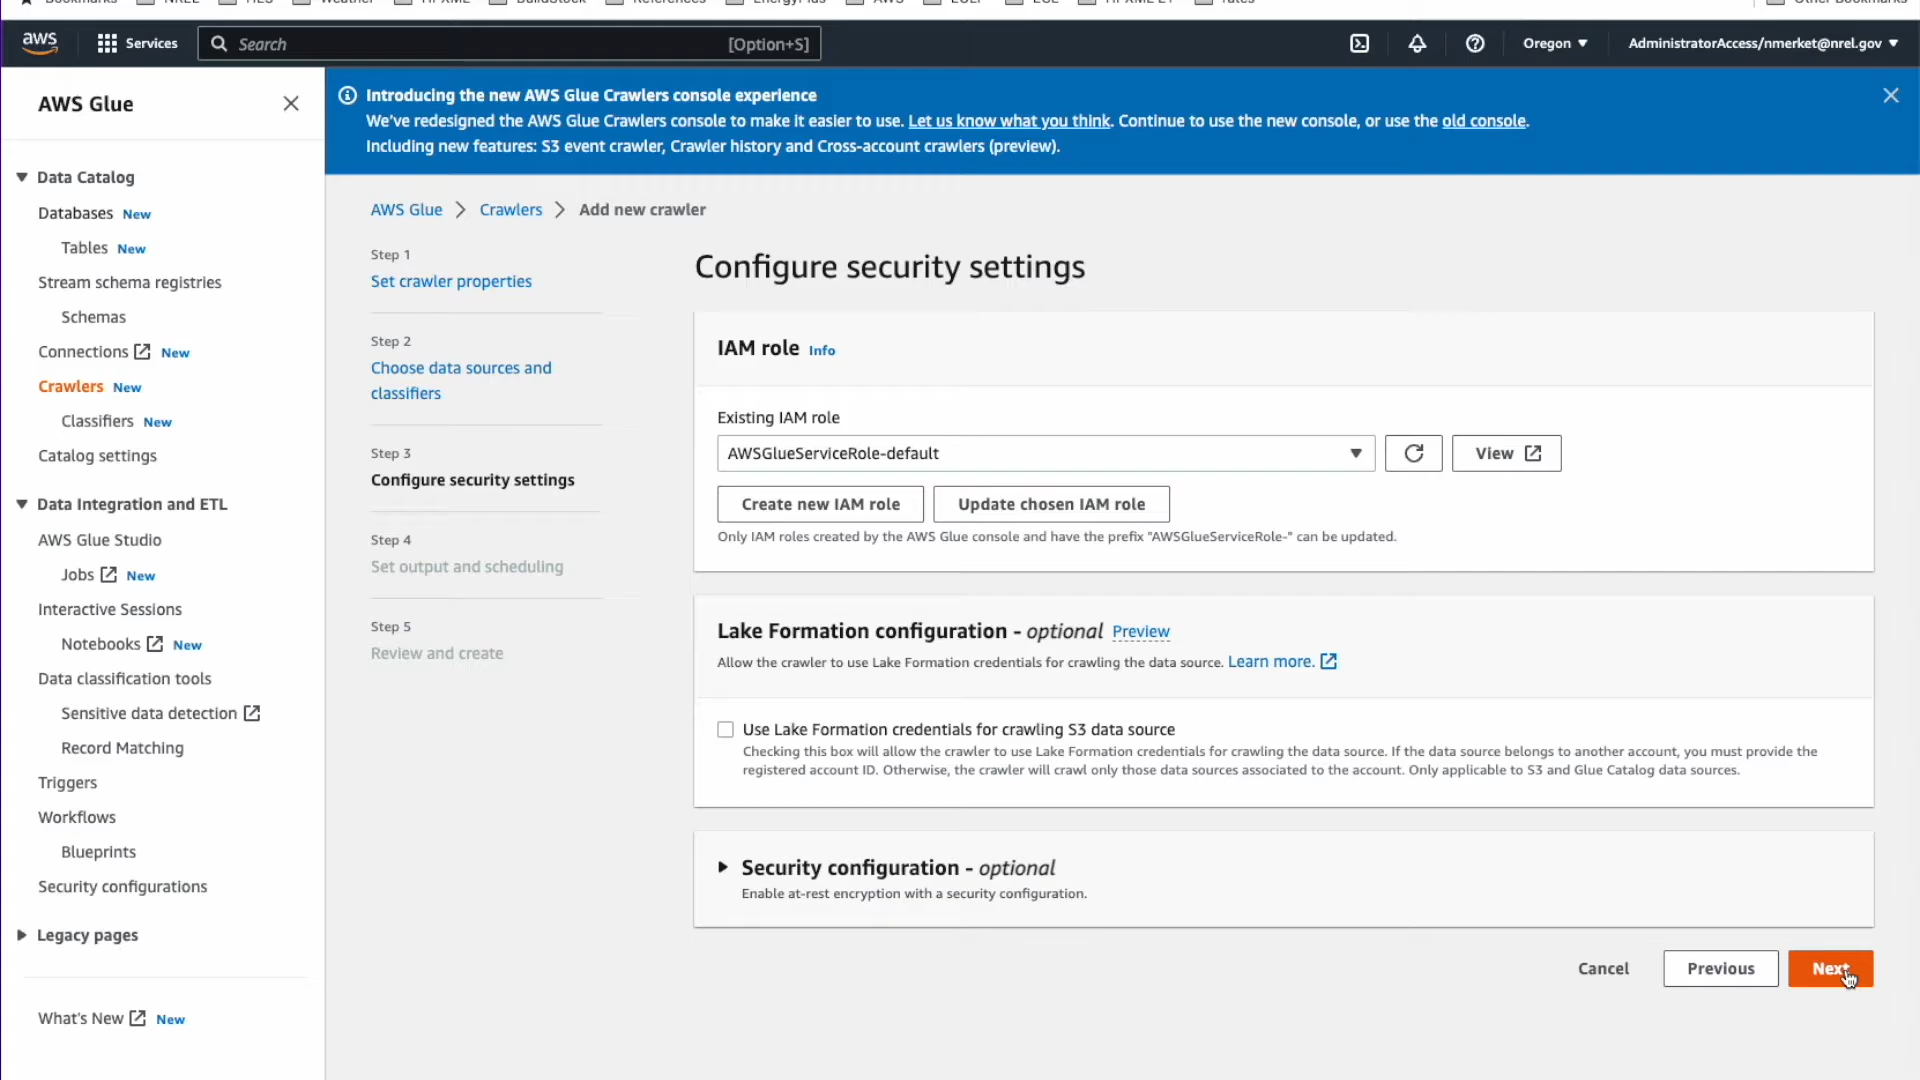 Bookmarks NREL HES Weather HPXML BuildStock References EnergyPlus AWS Other Bookmarks
aws Services Search [Option+S] Oregon AdministratorAccess/nmerket@nrel.gov
AWS Glue
Data Catalog
Databases New
Tables New
Stream schema registries
Schemas
Connections New
Crawlers New
Classifiers New
Catalog settings
Data Integration and ETL
AWS Glue Studio
Jobs New
Interactive Sessions
Notebooks New
Data classification tools
Sensitive data detection
Record Matching
Triggers
Workflows
Blueprints
Security configurations
Legacy pages
What's New New
Introducing the new AWS Glue Crawlers console experience
We've redesigned the AWS Glue Crawlers console to make it easier to use. Let us know what you think. Continue to use the new console, or use the old console.
Including new features: S3 event crawler, Crawler history and Cross-account crawlers (preview).
AWS Glue > Crawlers > Add new crawler
Step 1
Set crawler properties
Step 2
Choose data sources and
classifiers
Step 3
Configure security settings
Step 4
Set output and scheduling
Step 5
Review and create
Configure security settings
IAM role Info
Existing IAM role
AWSGlueServiceRole-default View
Create new IAM role Update chosen IAM role
Only IAM roles created by the AWS Glue console and have the prefix "AWSGlueServiceRole-" can be updated.
Lake Formation configuration - optional Preview
Allow the crawler to use Lake Formation credentials for crawling the data source. Learn more.
Use Lake Formation credentials for crawling S3 data source
Checking this box will allow the crawler to use Lake Formation credentials for crawling the data source. If the data source belongs to another account, you must provide the
registered account ID. Otherwise, the crawler will crawl only those data sources associated to the account. Only applicable to S3 and Glue Catalog data sources.
Security configuration - optional
Enable at-rest encryption with a security configuration.
Cancel Previous Next